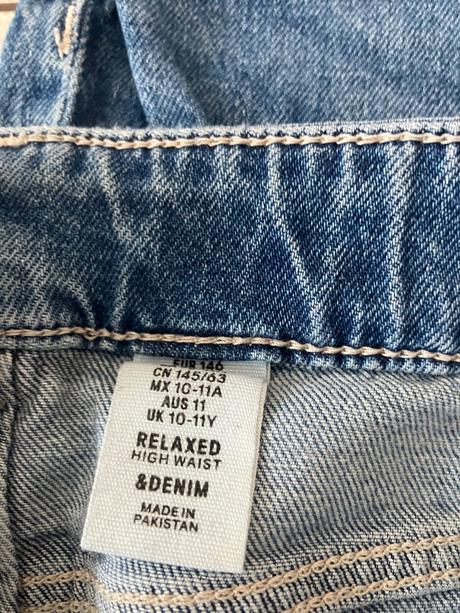 EUR 146
CN 145/63
MX 10-11A
AUS 11
UK 10-11Y
RELAXED
HIGH WAIST
&DENIM
MADE IN
PAKISTAN